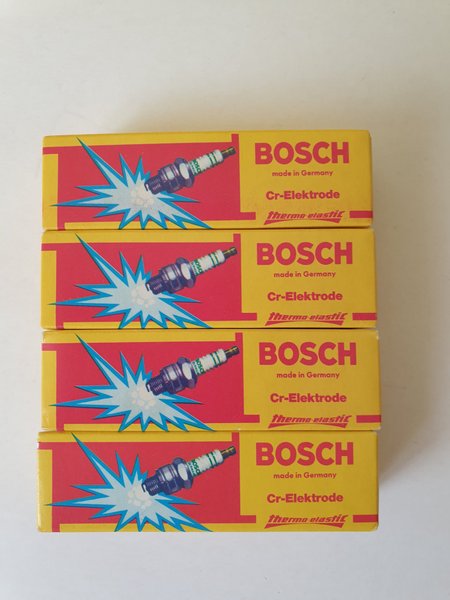 BOSCH
made in Germany
Cr-Elektrode
thermo-elastic
BOSCH
made in Germany
Cr-Elektrode
thermo-elastic
BOSCH
made in Germany
Cr-Elektrode
thermo-elastic
BOSCH
made in Germany
Cr-Elektrode
thermo-elastic